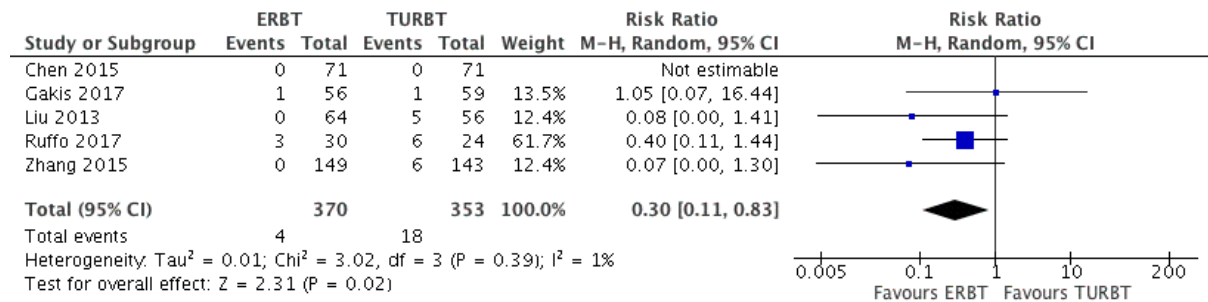 ERBT TURBT Risk Ratio Risk Ratio
Study or Subgroup Events Total Events Total Weight M-H, Random, 95% CI M-H, Random, 95% CI
Chen 2015 0 71 0 71 Not estimable
Gakis 2017 1 56 1 59 13.5% 1.05 [0.07, 16.44]
Liu 2013 0 64 5 56 12.4% 0.08 [0.00, 1.41]
Ruffo 2017 3 30 6 24 61.7% 0.40 [0.11, 1.44]
Zhang 2015 0 149 6 143 12.4% 0.07 [0.00, 1.30]
Total (95% CI) 370 353 100.0% 0.30 [0.11, 0.83]
Total events 4 18
Heterogeneity: Tau² = 0.01; Chi² = 3.02, df = 3 (P = 0.39); I² = 1%
Test for overall effect: Z = 2.31 (P = 0.02)
0.005 0.1 1 10 200
Favours ERBT Favours TURBT